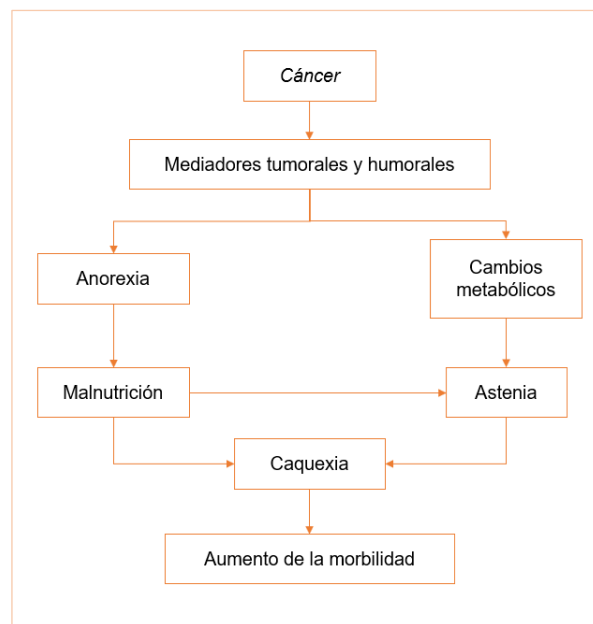 Cáncer
Mediadores tumorales y humorales
Anorexia
Cambios
metabólicos
Malnutrición
Astenia
Caquexia
Aumento de la morbilidad